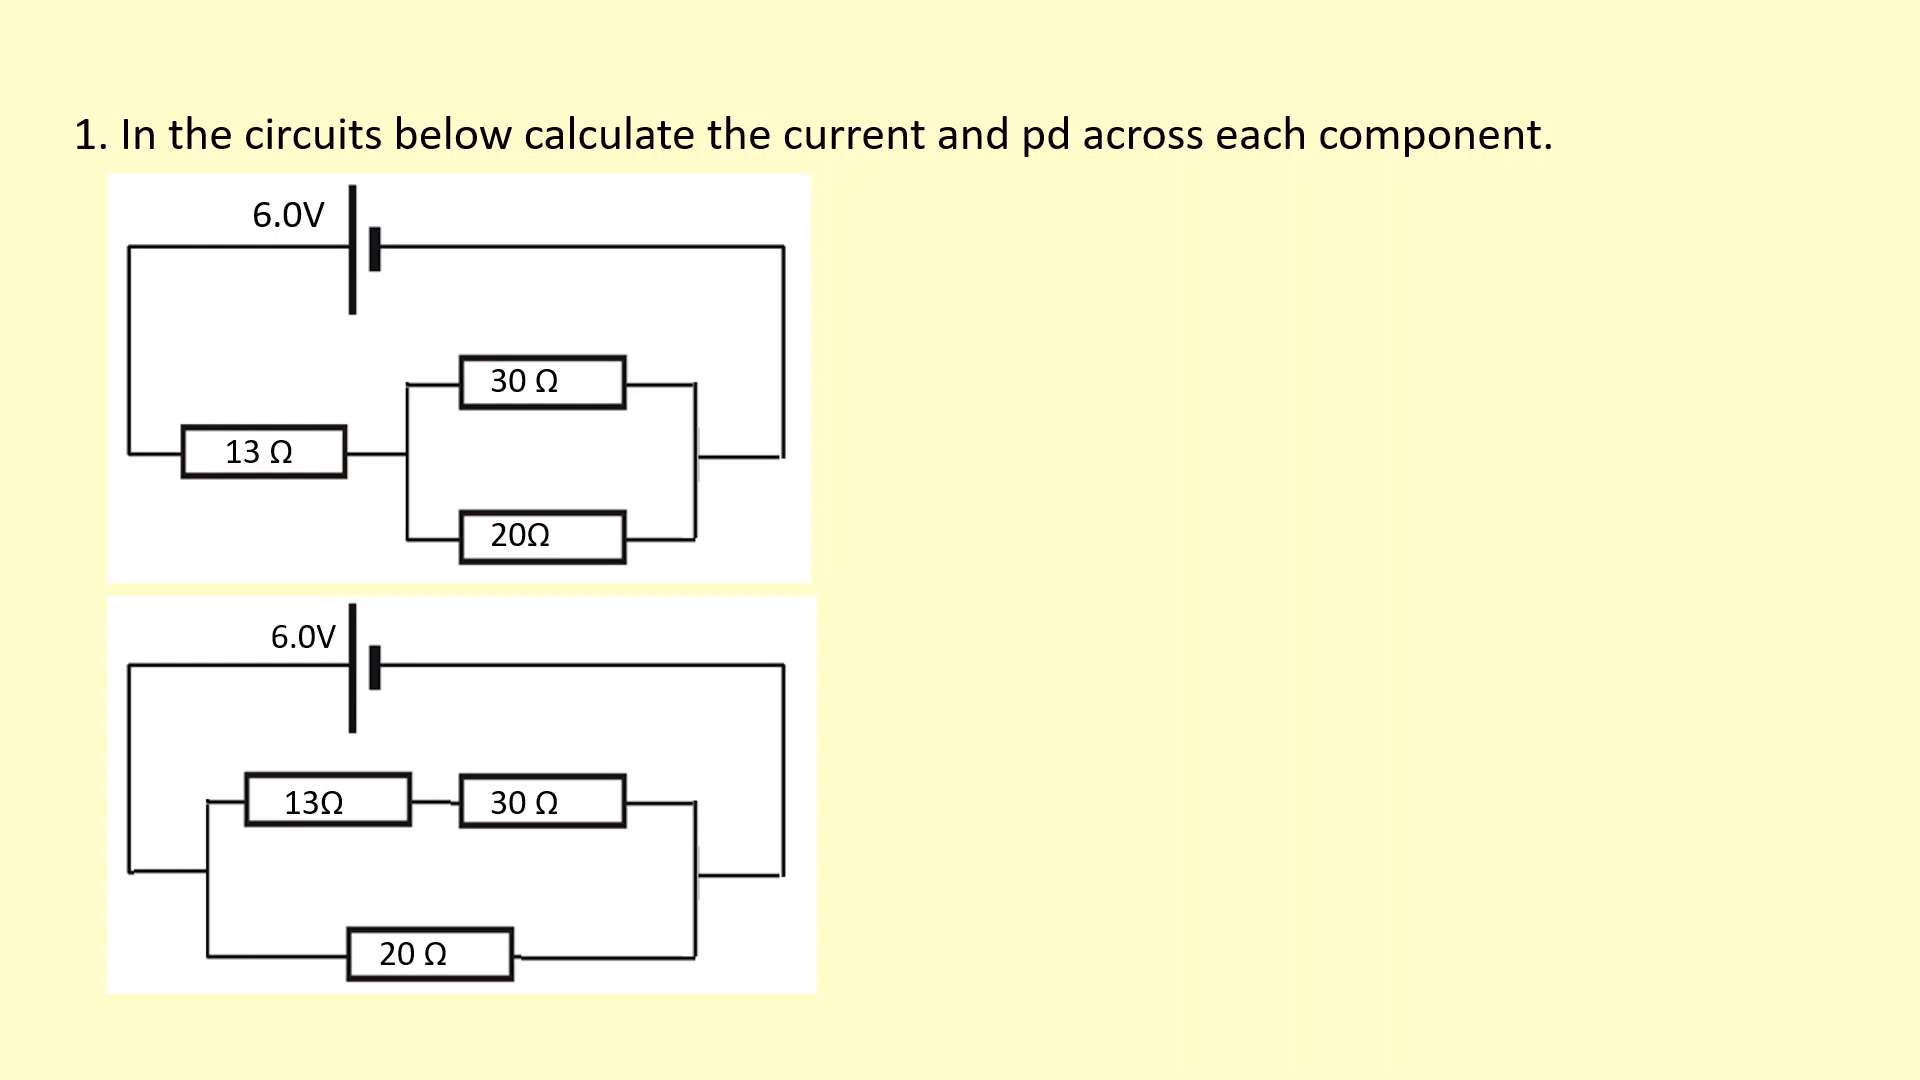 1. In the circuits below calculate the current and pd across each component.
6.0V
30 Ω
13 Ω
20Ω
6.0V
13Ω
30 Ω
20 Ω